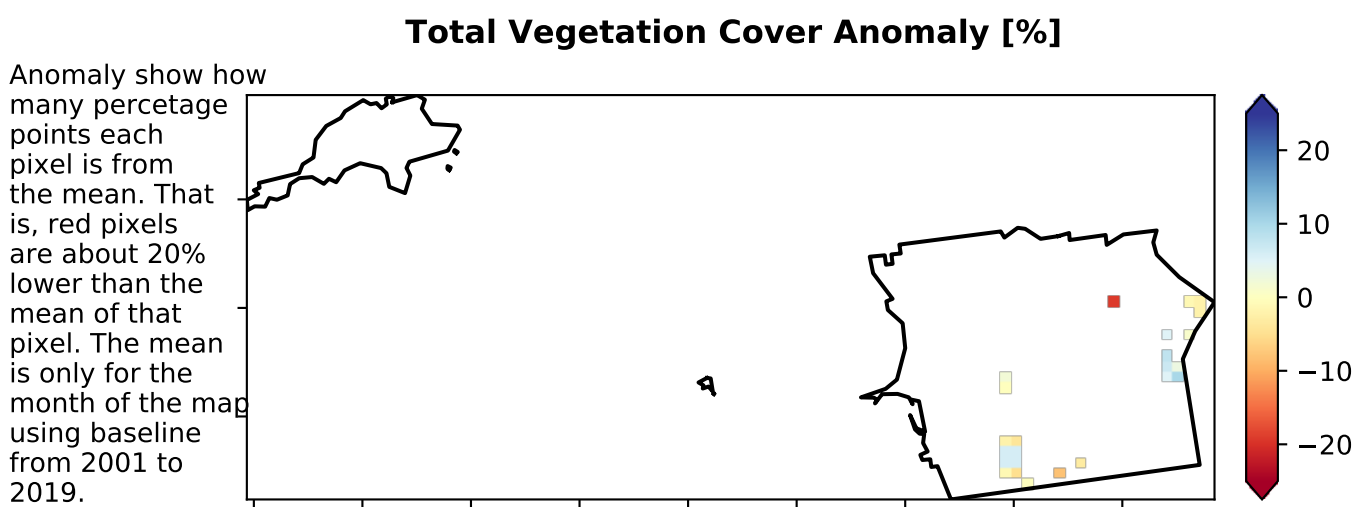 Total Vegetation Cover Anomaly [%]
Anomaly show how
many percetage
points each
pixel is from
the mean. That
is, red pixels
are about 20%
lower than the
mean of that
pixel. The mean
is only for the
month of the map
using baseline
from 2001 to
2019.
20
10
0
−10
−20